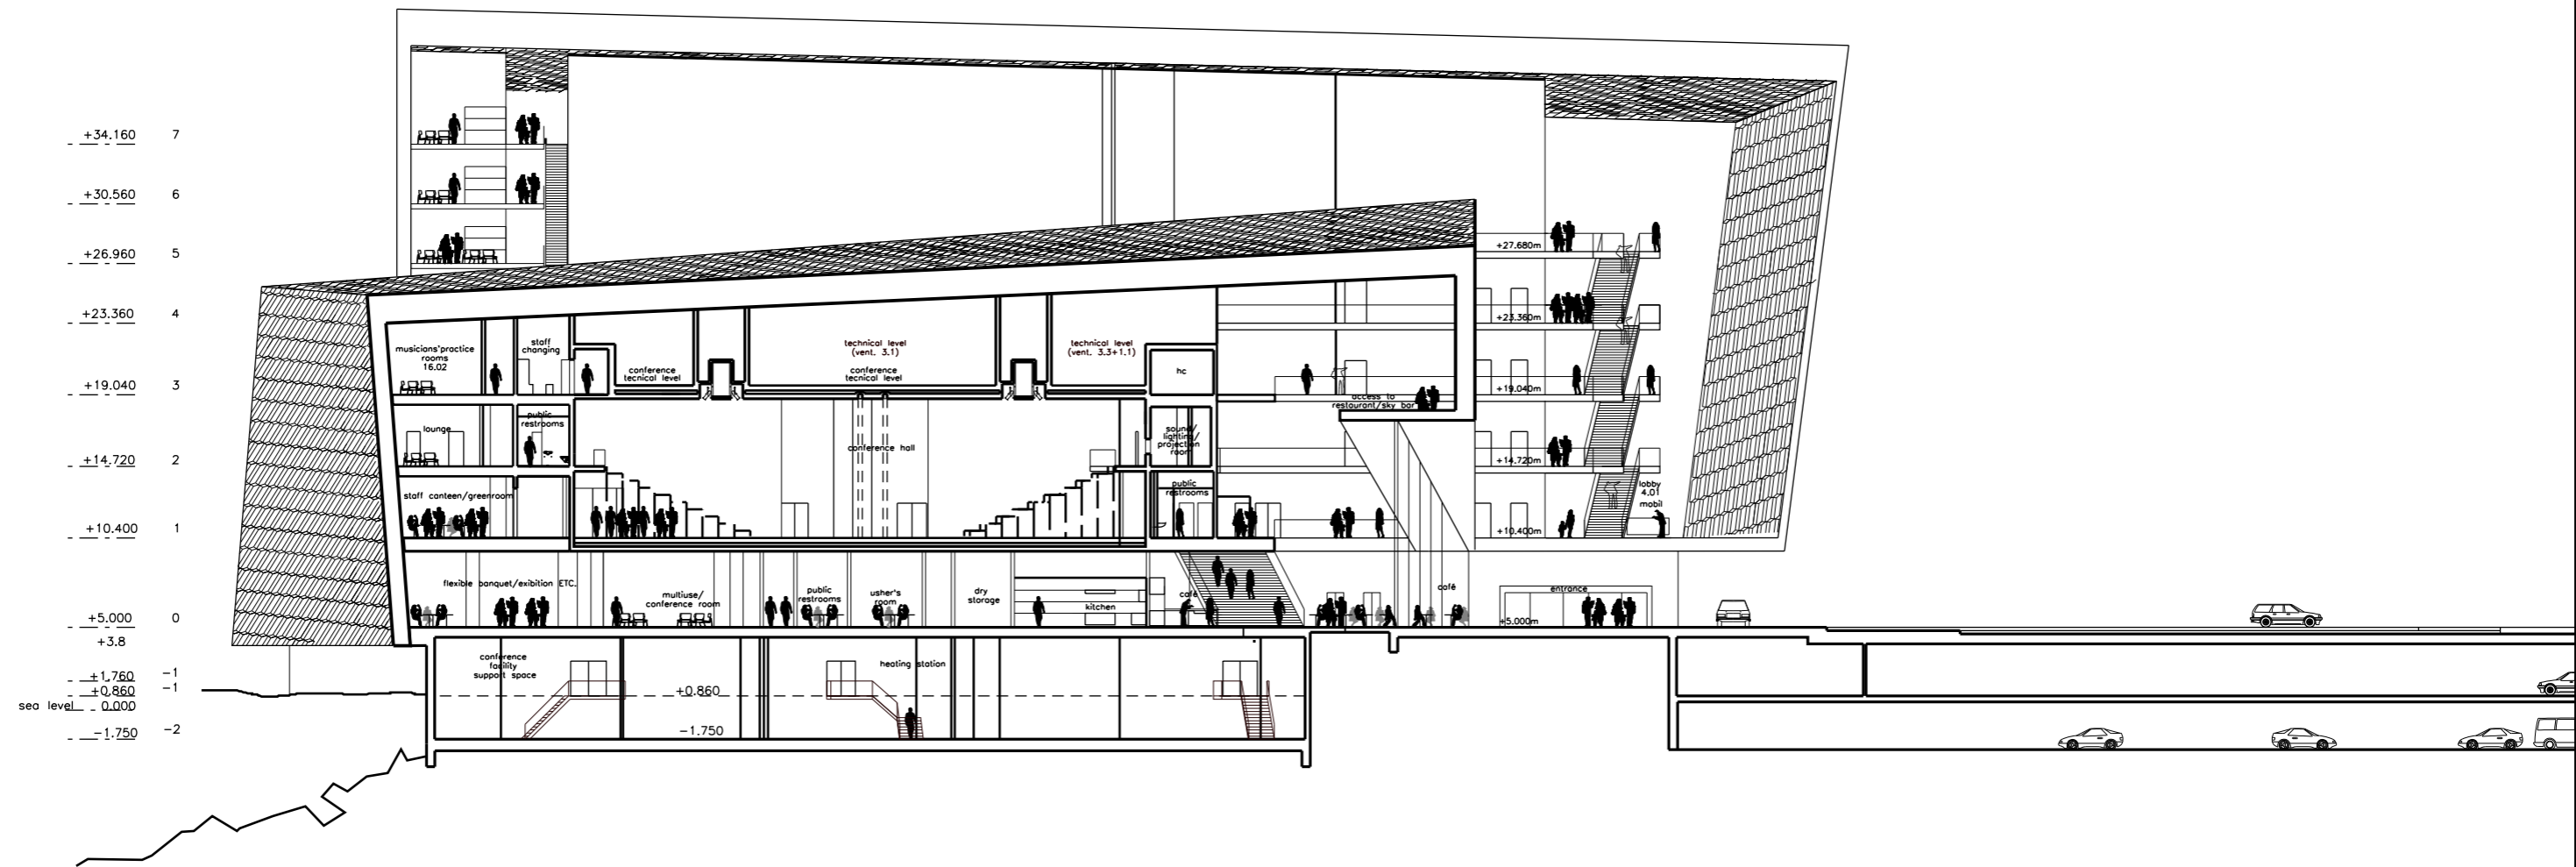 +34.160 7
+30.560 6
+26.960 5
+23.360 4
+19.040 3
+14.720 2
+10.400 1
+5.000 0
+3.8
+1.760 -1
+0.860 -1
sea level 0.000
-1.750 -2
musicians'practice
rooms
16.02
staff
changing
conference
tecnical level
technical level
(vent. 3.1)
conference
tecnical level
technical level
(vent. 3.3+1.1)
hc
lounge
public
restrooms
conference hall
sound/
lighting/
projection
room
access to
restaurant/sky bar
staff canteen/greenroom
public
restrooms
+27.680m
+23.360m
+19.040m
+14.720m
+10.400m
lobby
4.01
mobil
flexible banquet/exibition ETC.
multiuse/
conference room
public
restrooms
usher's
room
dry
storage
kitchen
café
café
entrance
+5.000m
conference
facility
support space
heating station
+0.860
-1.750